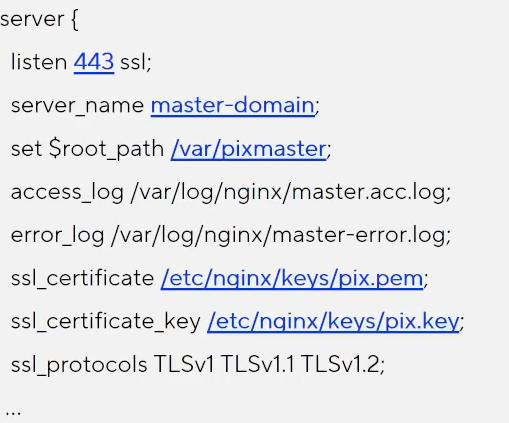 server {
listen 443 ssl;
server_name master-domain;
set $root_path /var/pixmaster;
access_log /var/log/nginx/master.acc.log;
error_log /var/log/nginx/master-error.log;
ssl_certificate /etc/nginx/keys/pix.pem;
ssl_certificate_key /etc/nginx/keys/pix.key;
ssl_protocols TLSv1 TLSv1.1 TLSv1.2;
...